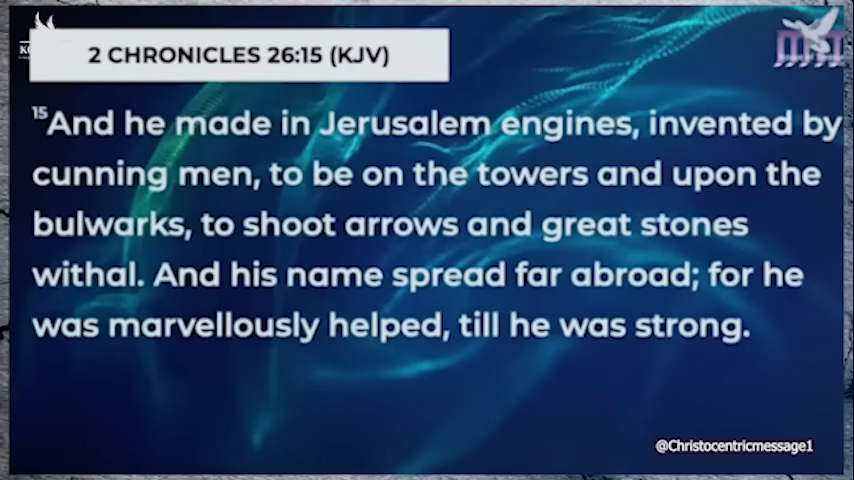 2 CHRONICLES 26:15 (KJV)
15And he made in Jerusalem engines, invented by
cunning men, to be on the towers and upon the
bulwarks, to shoot arrows and great stones
withal. And his name spread far abroad; for he
was marvellously helped, till he was strong.
@Christocentricmessage1